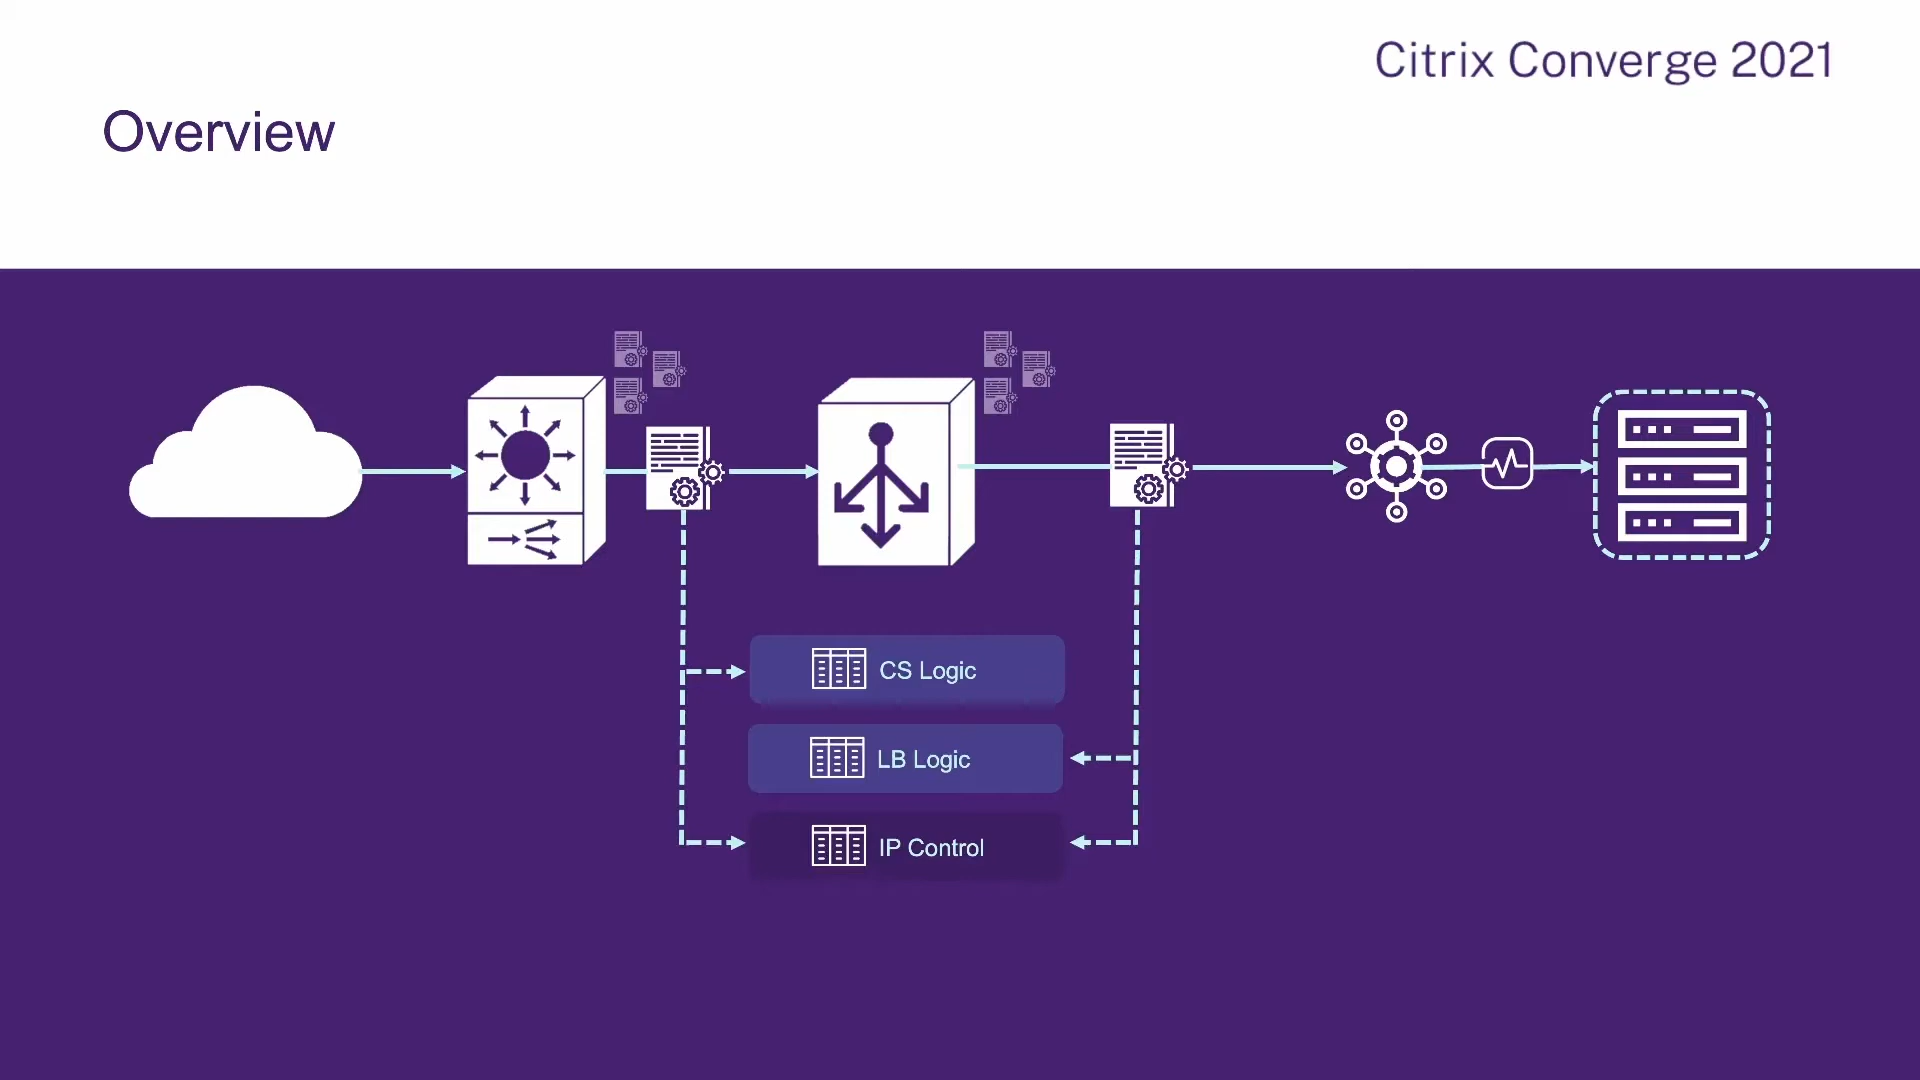 Citrix Converge 2021
Overview
CS Logic
LB Logic
IP Control